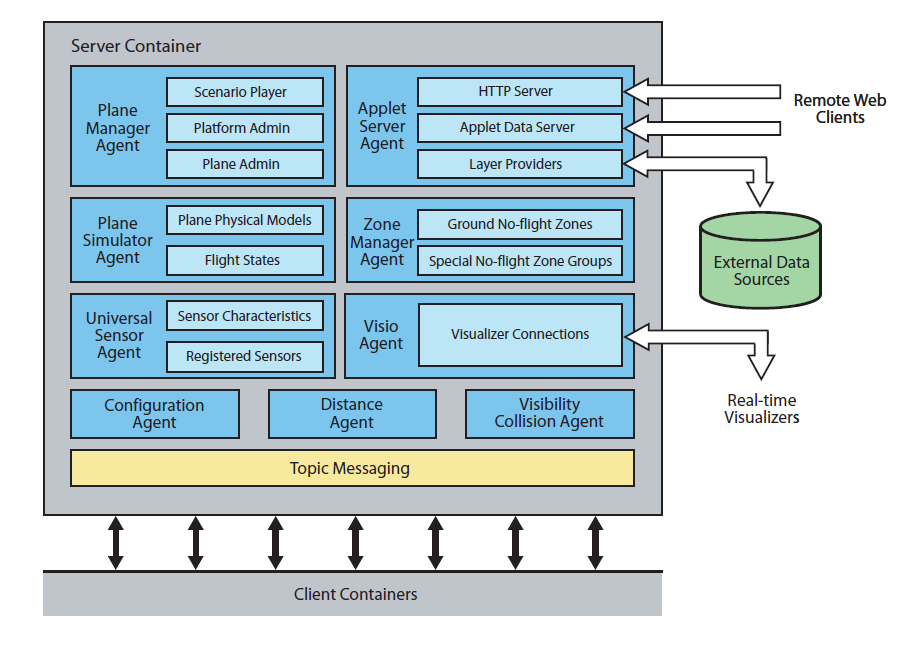 Server Container
Plane
Manager
Agent
Scenario Player
Platform Admin
Plane Admin
Applet
Server
Agent
HTTP Server
Applet Data Server
Layer Providers
Remote Web
Clients
Plane
Simulator
Agent
Plane Physical Models
Flight States
Zone
Manager
Agent
Ground No-flight Zones
Special No-flight Zone Groups
External Data
Sources
Universal
Sensor
Agent
Sensor Characteristics
Registered Sensors
Visio
Agent
Visualizer Connections
Real-time
Visualizers
Configuration
Agent
Distance
Agent
Visibility
Collision Agent
Topic Messaging
Client Containers